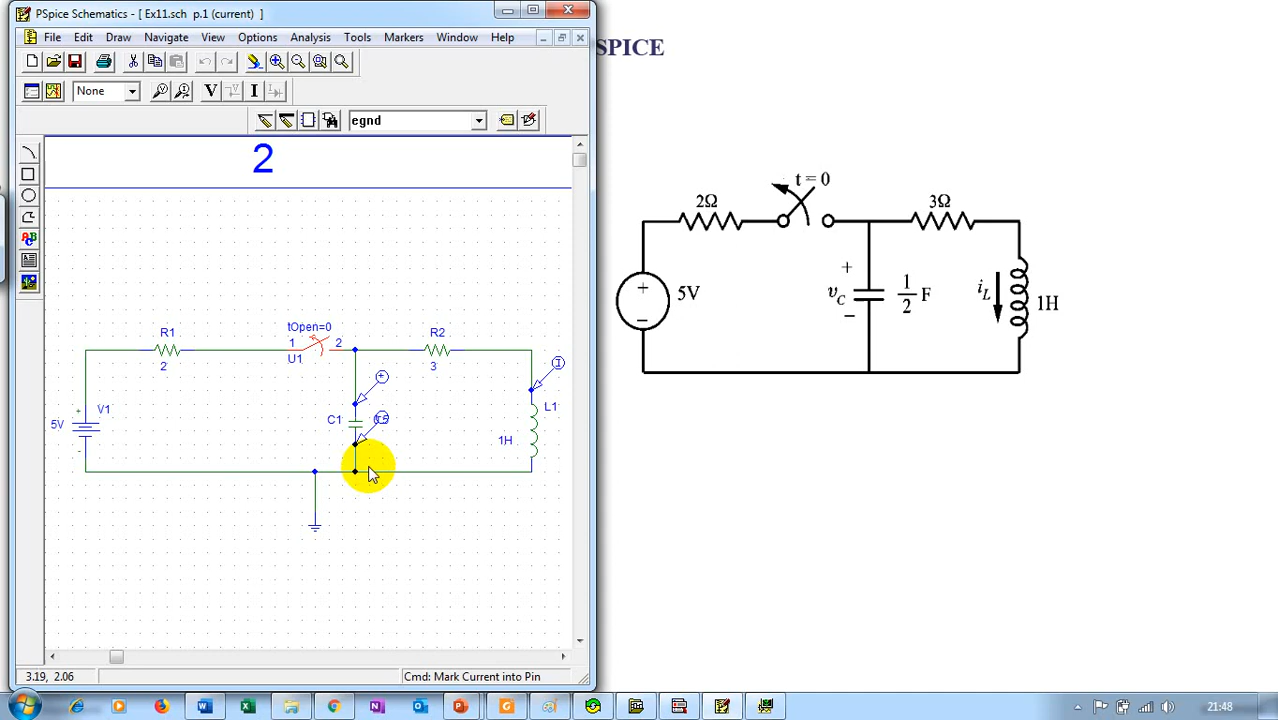 PSpice Schematics - [ Ex11.sch p.1 (current) ]
SPICE
File Edit Draw Navigate View Options Analysis Tools Markers Window Help
None
V
I
egnd
2
t = 0
2Ω
3Ω
+
5V
−
+
vC
−
1/2 F
iL
1H
tOpen=0
R1
1
2
R2
2
U1
3
+
I
V1
5V
-
C1
L1
1H
3.19, 2.06
Cmd: Mark Current into Pin
21:48